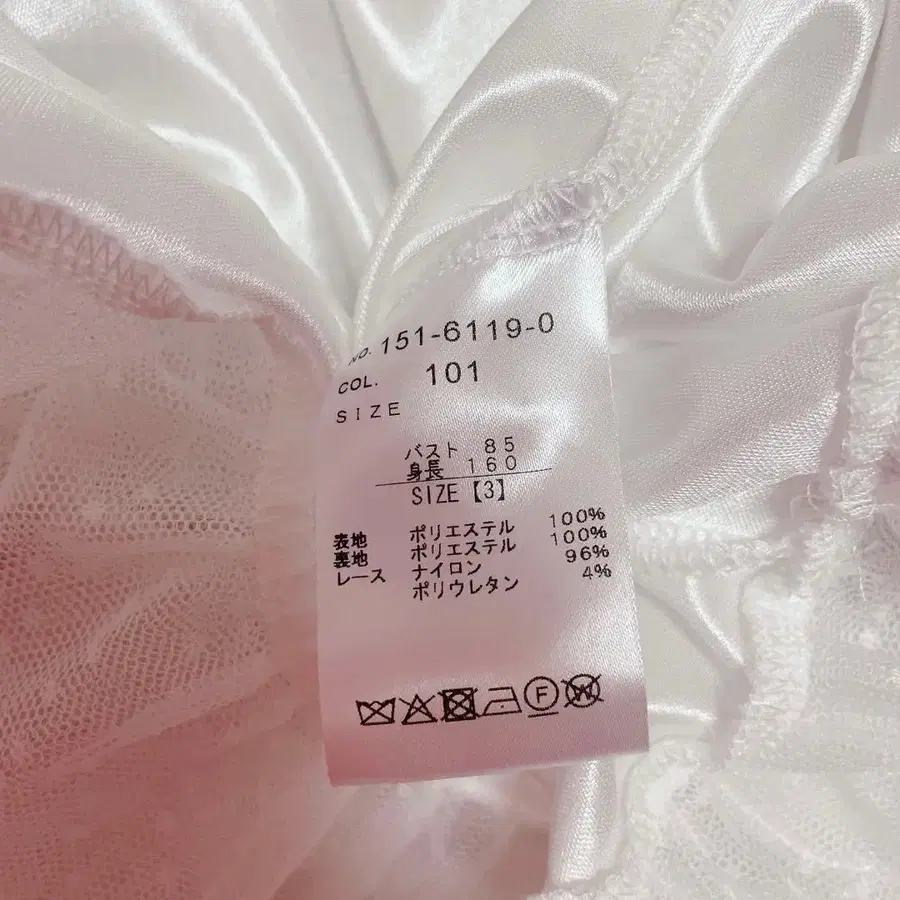 NO. 151-6119-0
COL. 101
SIZE
バスト 85
身長 160
SIZE【3】
表地 ポリエステル 100%
裏地 ポリエステル 100%
レース ナイロン 96%
ポリウレタン 4%
F W